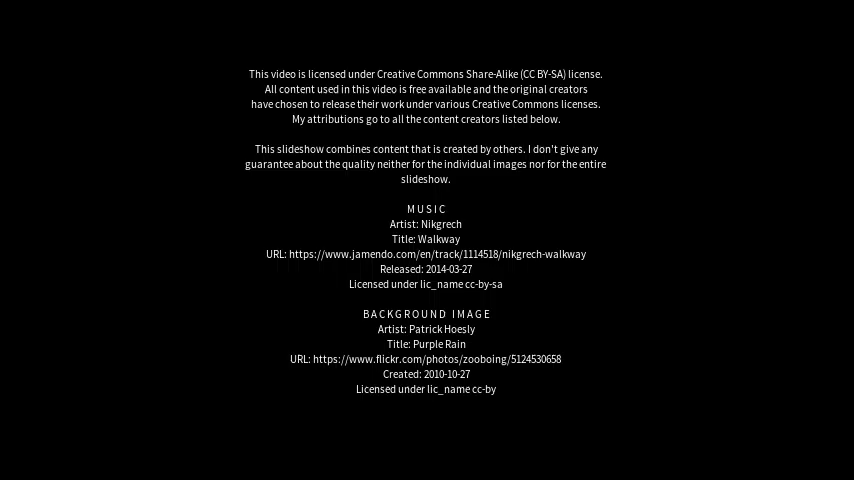 This video is licensed under Creative Commons Share-Alike (CC BY-SA) license.
All content used in this video is free available and the original creators
have chosen to release their work under various Creative Commons licenses.
My attributions go to all the content creators listed below.
This slideshow combines content that is created by others. I don't give any
guarantee about the quality neither for the individual images nor for the entire
slideshow.
MUSIC
Artist: Nikgrech
Title: Walkway
URL: https://www.jamendo.com/en/track/1114518/nikgrech-walkway
Released: 2014-03-27
Licensed under lic_name cc-by-sa
BACKGROUND IMAGE
Artist: Patrick Hoesly
Title: Purple Rain
URL: https://www.flickr.com/photos/zooboing/5124530658
Created: 2010-10-27
Licensed under lic_name cc-by